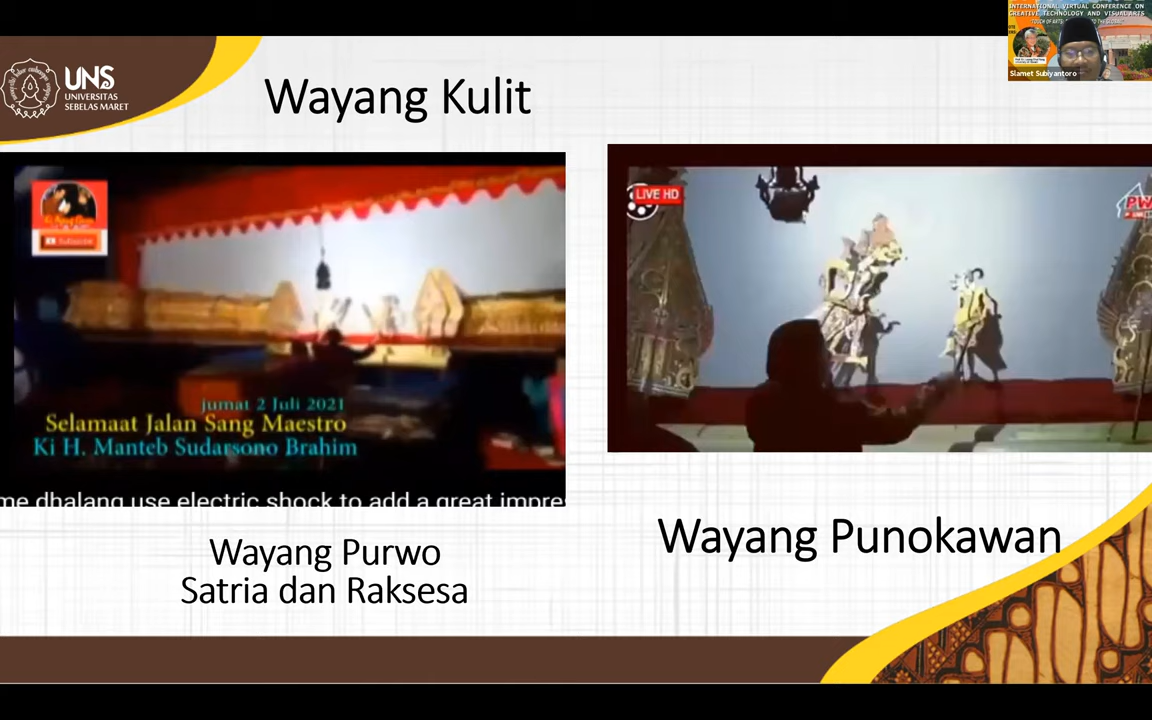 INTERNATIONAL VIRTUAL CONFERENCE ON
CREATIVE TECHNOLOGY AND VISUAL ARTS
Slamet Subiyantoro
UNS
UNIVERSITAS
SEBELAS MARET
Wayang Kulit
LIVE HD
PW
jumat 2 Juli 2021
Selamaat Jalan Sang Maestro
Ki H. Manteb Sudarsono Brahim
me dhalang use electric shock to add a great impre
Wayang Purwo
Satria dan Raksesa
Wayang Punokawan